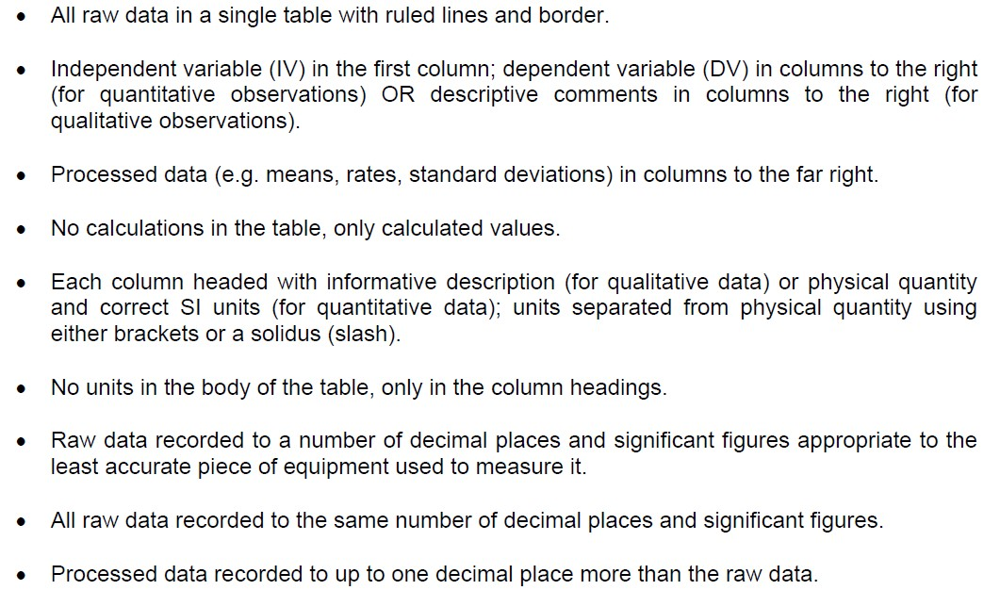 • All raw data in a single table with ruled lines and border.
• Independent variable (IV) in the first column; dependent variable (DV) in columns to the right
(for quantitative observations) OR descriptive comments in columns to the right (for
qualitative observations).
• Processed data (e.g. means, rates, standard deviations) in columns to the far right.
• No calculations in the table, only calculated values.
• Each column headed with informative description (for qualitative data) or physical quantity
and correct SI units (for quantitative data); units separated from physical quantity using
either brackets or a solidus (slash).
• No units in the body of the table, only in the column headings.
• Raw data recorded to a number of decimal places and significant figures appropriate to the
least accurate piece of equipment used to measure it.
• All raw data recorded to the same number of decimal places and significant figures.
• Processed data recorded to up to one decimal place more than the raw data.